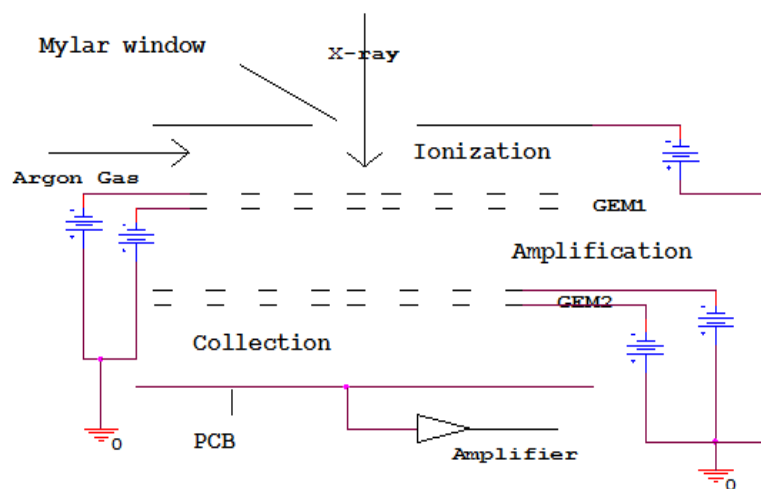 Mylar window
X-ray
Ionization
Argon Gas
GEM1
Amplification
GEM2
Collection
PCB
Amplifier
0
0